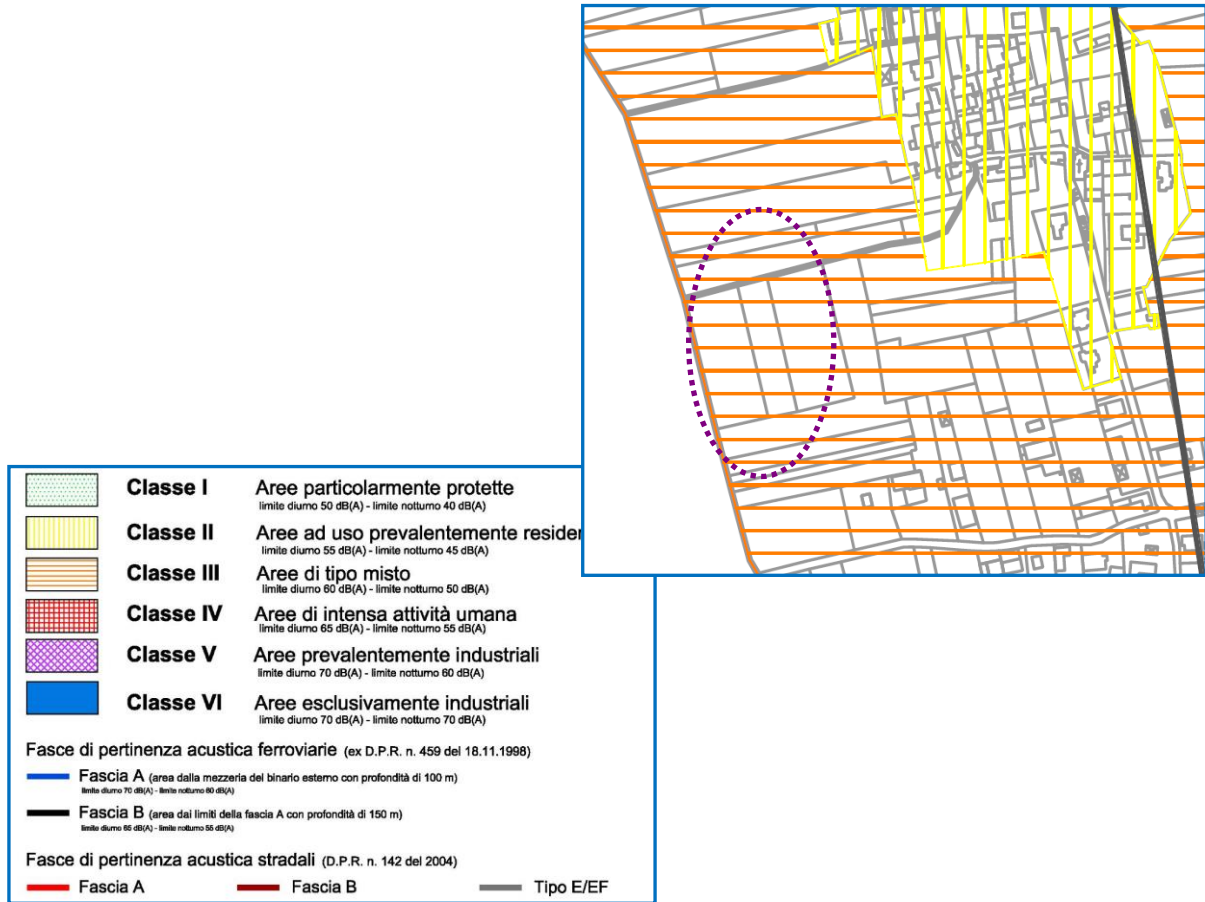 Classe I Aree particolarmente protette
limite diurno 50 dB(A) - limite notturno 40 dB(A)
Classe II Aree ad uso prevalentemente resider
limite diurno 55 dB(A) - limite notturno 45 dB(A)
Classe III Aree di tipo misto
limite diurno 60 dB(A) - limite notturno 50 dB(A)
Classe IV Aree di intensa attività umana
limite diurno 65 dB(A) - limite notturno 55 dB(A)
Classe V Aree prevalentemente industriali
limite diurno 70 dB(A) - limite notturno 60 dB(A)
Classe VI Aree esclusivamente industriali
limite diurno 70 dB(A) - limite notturno 70 dB(A)
Fasce di pertinenza acustica ferroviarie (ex D.P.R. n. 459 del 18.11.1998)
Fascia A (area dalla mezzeria del binario esterno con profondità di 100 m)
limite diurno 70 dB(A) - limite notturno 60 dB(A)
Fascia B (area dai limiti della fascia A con profondità di 150 m)
limite diurno 65 dB(A) - limite notturno 55 dB(A)
Fasce di pertinenza acustica stradali (D.P.R. n. 142 del 2004)
Fascia A Fascia B Tipo E/EF